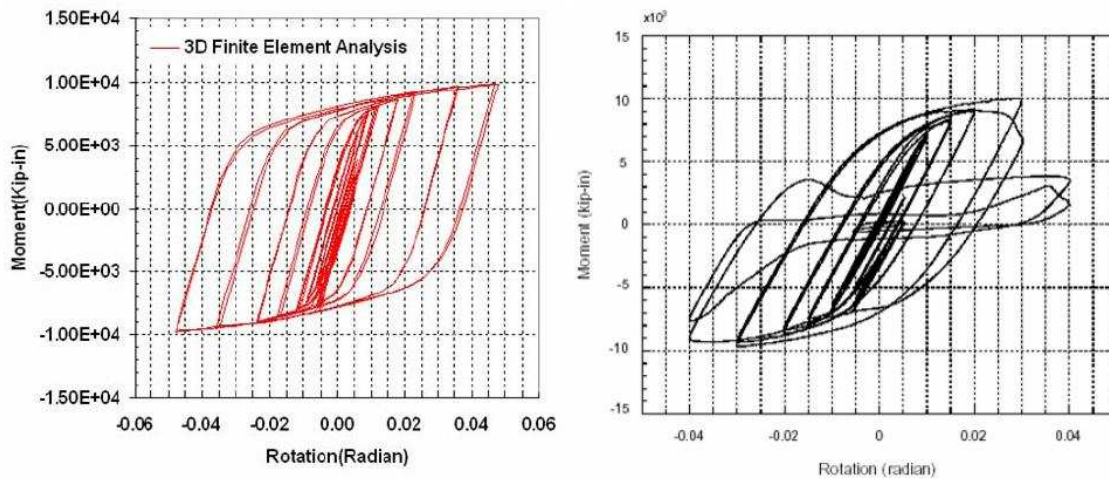 1.50E+04
3D Finite Element Analysis
1.00E+04
5.00E+03
0.00E+00
-5.00E+03
-1.00E+04
-1.50E+04
Moment(Kip-in)
-0.06 -0.04 -0.02 0.00 0.02 0.04 0.06
Rotation(Radian)
x10³
15
10
5
0
-5
-10
-15
Moment (kip-in)
-0.04 -0.02 0 0.02 0.04
Rotation (radian)